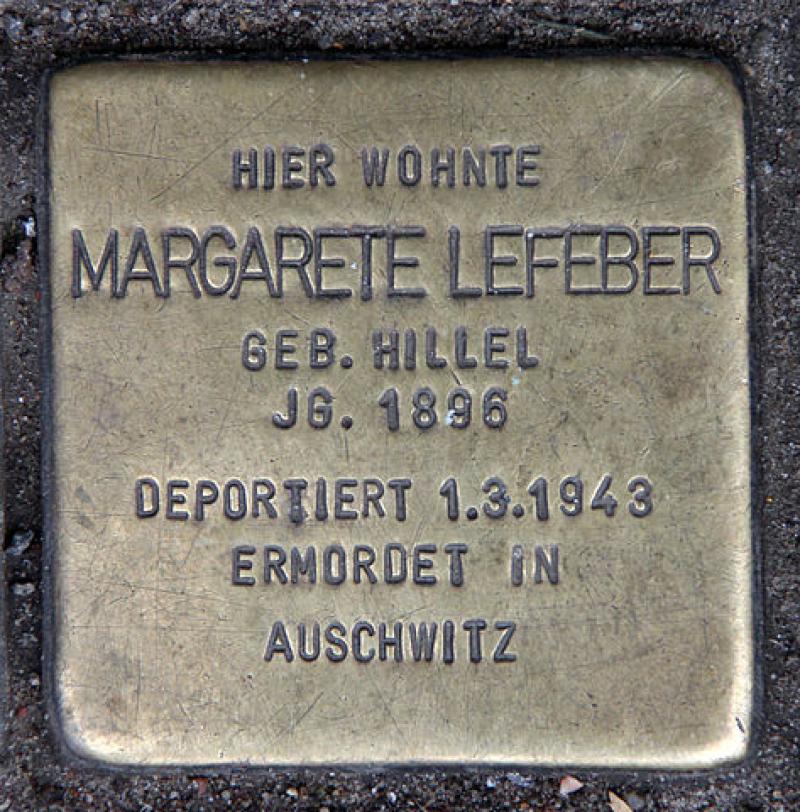 HIER WOHNTE
MARGARETE LEFEBER
GEB. HILLEL
JG. 1896
DEPORTIERT 1.3.1943
ERMORDET IN
AUSCHWITZ